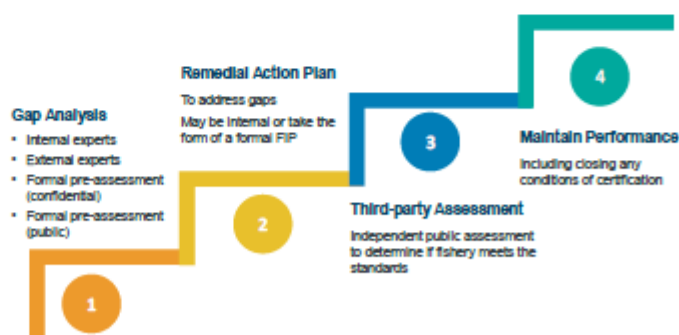 Gap Analysis
• Internal experts
• External experts
• Formal pre-assessment
(confidential)
• Formal pre-assessment
(public)
1
Remedial Action Plan
To address gaps
May be internal or take the
form of a formal FIP
2
3
Third-party Assessment
Independent public assessment
to determine if fishery meets the
standards
4
Maintain Performance
Including closing any
conditions of certification